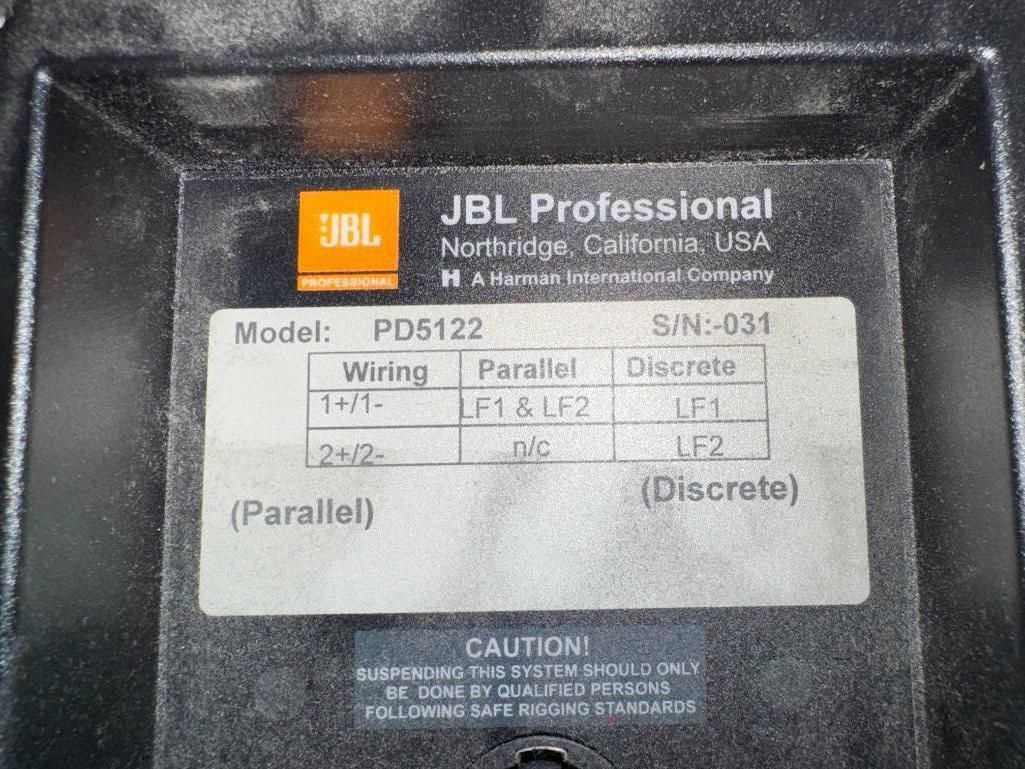 JBL
PROFESSIONAL
JBL Professional
Northridge, California, USA
H A Harman International Company
Model: PD5122 S/N:-031
Wiring Parallel Discrete
1+/1- LF1 & LF2 LF1
2+/2- n/c LF2
(Parallel) (Discrete)
CAUTION!
SUSPENDING THIS SYSTEM SHOULD ONLY
BE DONE BY QUALIFIED PERSONS
FOLLOWING SAFE RIGGING STANDARDS